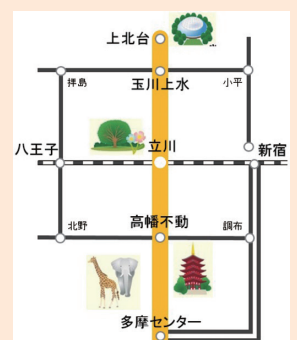 上北台
拝島
玉川上水
小平
八王子
立川
新宿
北野
高幡不動
調布
多摩センター